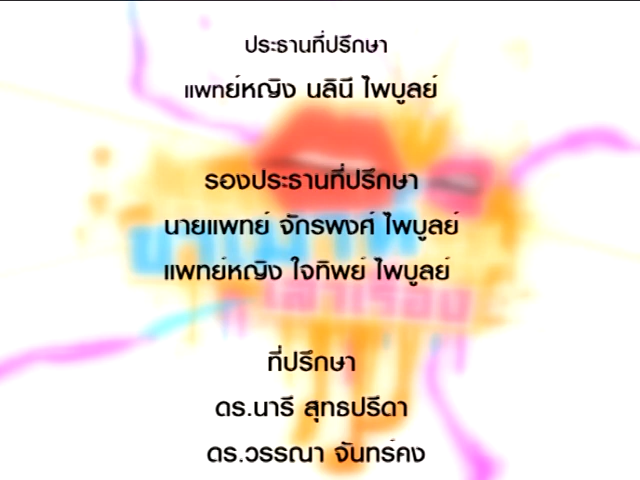 ประธานที่ปรึกษา
แพทย์หญิง นลินี ไพบูลย์
รองประธานที่ปรึกษา
นายแพทย์ จักรพงศ์ ไพบูลย์
แพทย์หญิง ใจทิพย์ ไพบูลย์
ที่ปรึกษา
ดร.นารี สุทธปรีดา
ดร.วรรณา จันทร์คง